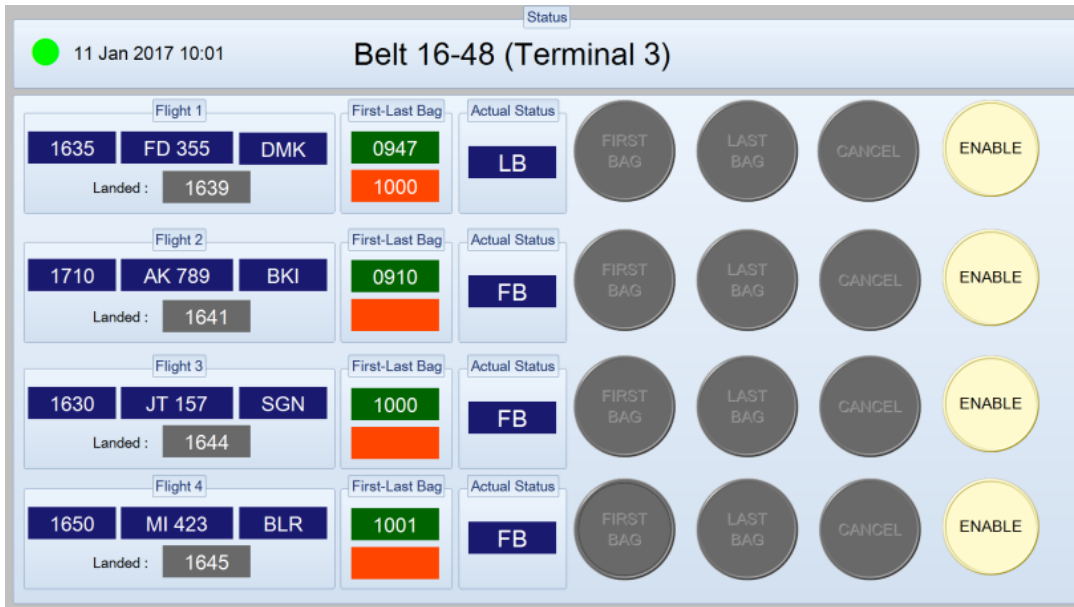 Status
11 Jan 2017 10:01 Belt 16-48 (Terminal 3)
Flight 1 First-Last Bag Actual Status
1635 FD 355 DMK 0947 LB FIRST BAG LAST BAG CANCEL ENABLE
Landed : 1639 1000
Flight 2 First-Last Bag Actual Status
1710 AK 789 BKI 0910 FB FIRST BAG LAST BAG CANCEL ENABLE
Landed : 1641
Flight 3 First-Last Bag Actual Status
1630 JT 157 SGN 1000 FB FIRST BAG LAST BAG CANCEL ENABLE
Landed : 1644
Flight 4 First-Last Bag Actual Status
1650 MI 423 BLR 1001 FB FIRST BAG LAST BAG CANCEL ENABLE
Landed : 1645